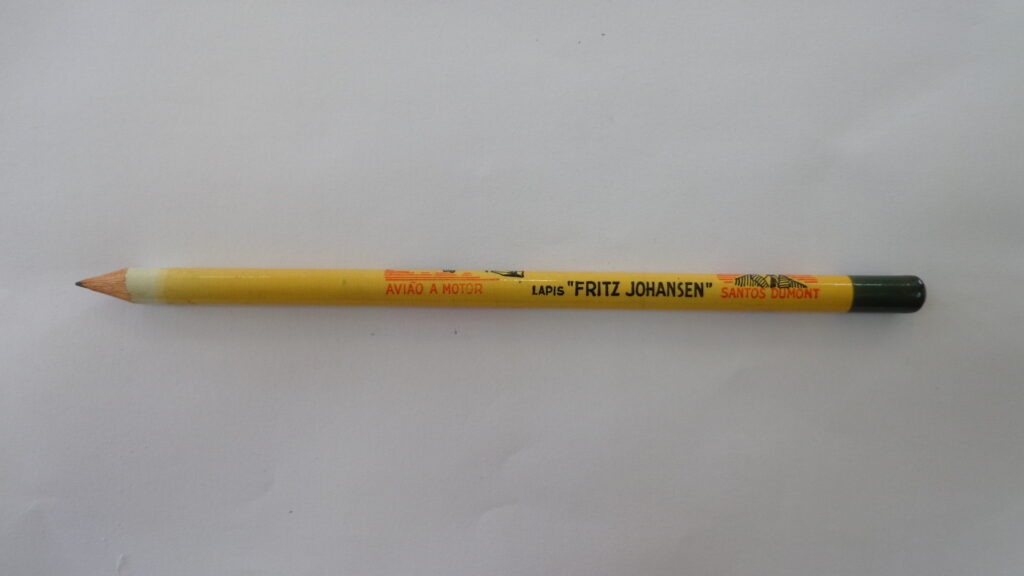 AVIÃO A MOTOR
LAPIS "FRITZ JOHANSEN"
SANTOS DUMONT